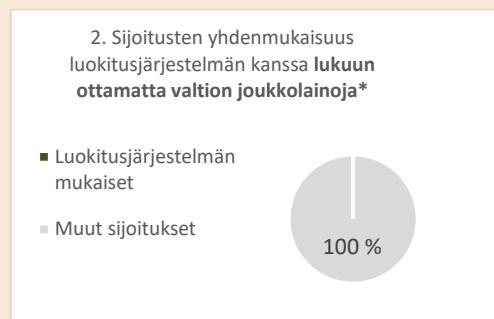 2. Sijoitusten yhdenmukaisuus
luokitusjärjestelmän kanssa lukuun
ottamatta valtion joukkolainoja*
Luokitusjärjestelmän
mukaiset
Muut sijoitukset
100 %